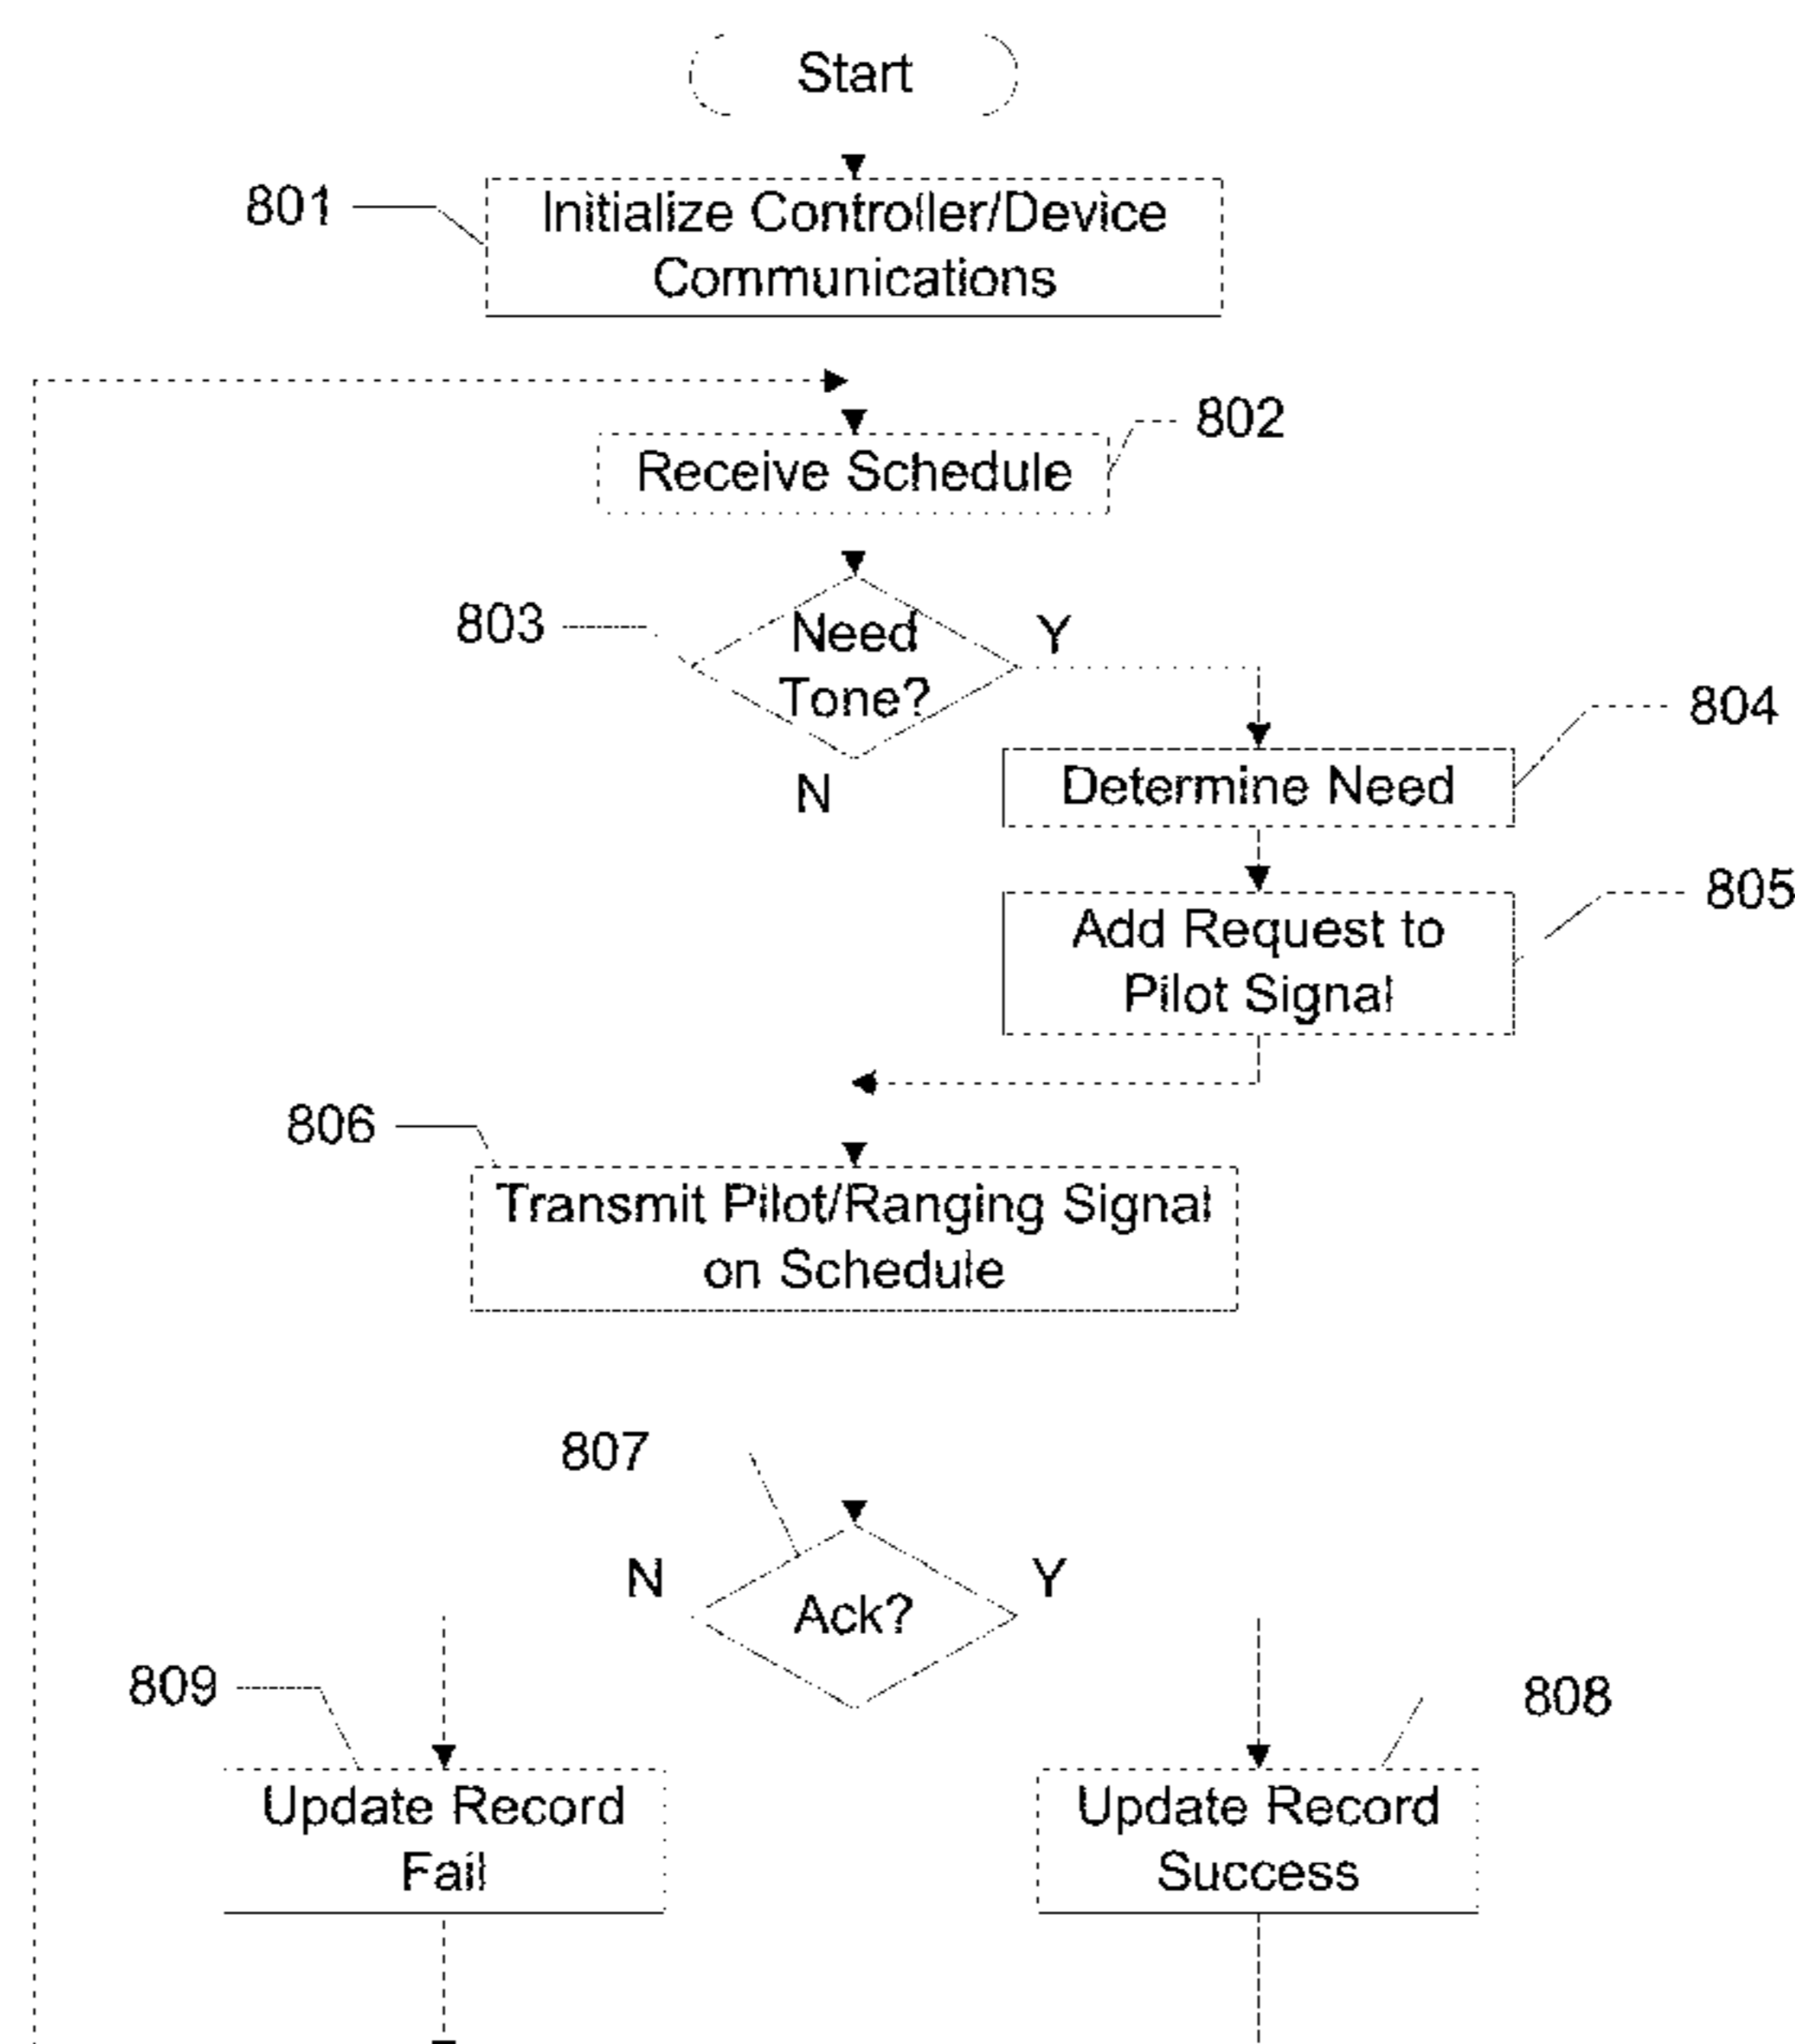 Start
801
Initialize Controller/Device
Communications
802
Receive Schedule
803
Need
Tone?
Y
N
804
Determine Need
805
Add Request to
Pilot Signal
806
Transmit Pilot/Ranging Signal
on Schedule
807
N
Ack?
Y
809
Update Record
Fail
808
Update Record
Success